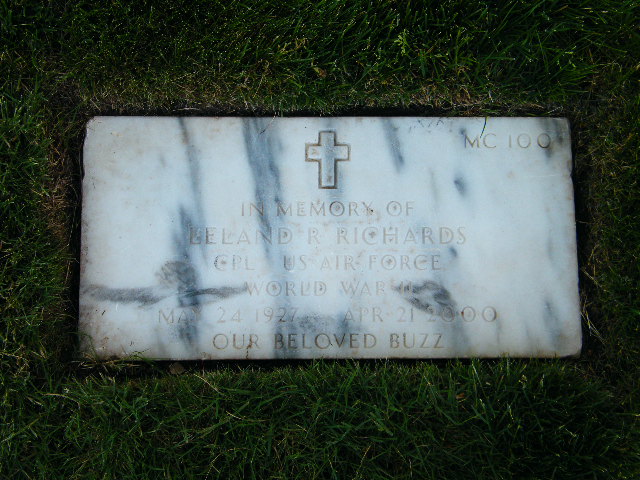 MC 100
IN MEMORY OF
LELAND R RICHARDS
CPL US AIR FORCE
WORLD WAR II
MAY 24 1927 APR 21 2000
OUR BELOVED BUZZ